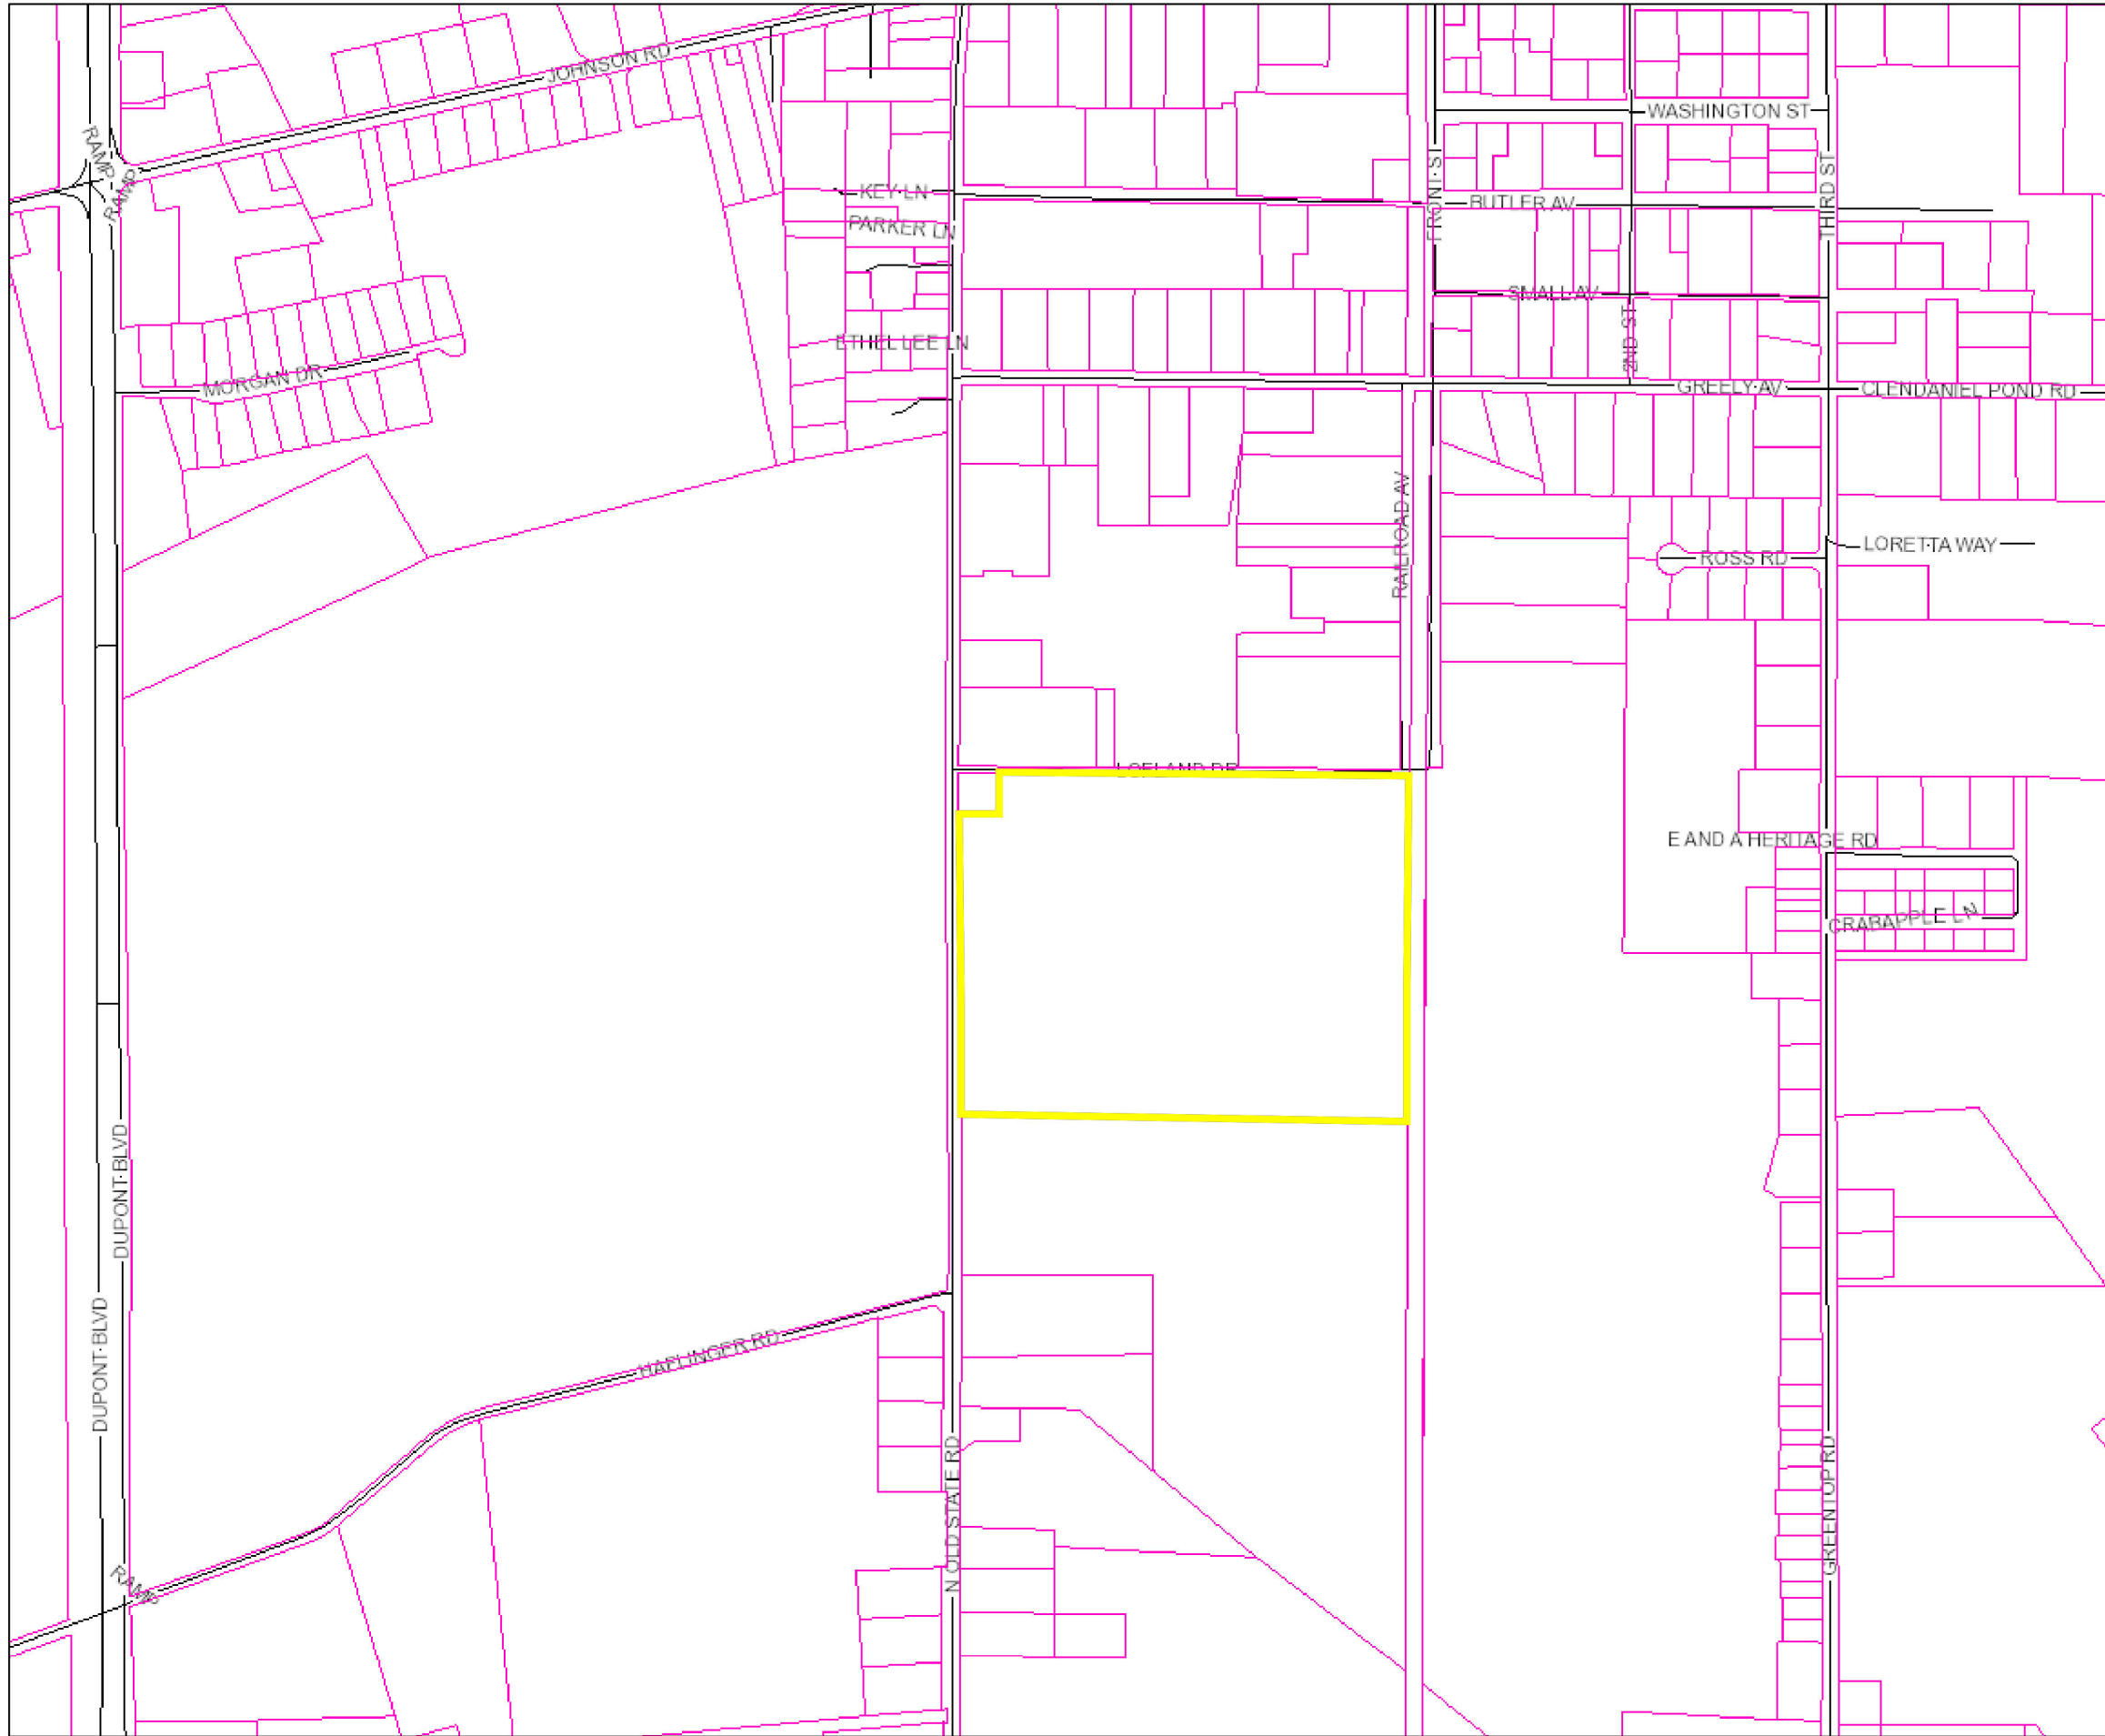 JOHNSON RD
WASHINGTON ST
RAMP
RAMP
KEY LN
BUTLER AV
FRONT ST
THIRD ST
PARKER LN
SMALL AV
2ND ST
ETHEL LEE LN
MORGAN DR
GREELY AV
CLENDANIEL POND RD
RAILROAD AV
LORETTA WAY
ROSS RD
LOFLAND DR
E AND A HERITAGE RD
CRABAPPLE LN
DUPONT BLVD
DUPONT BLVD
HAFLINGER RD
N OLD STATE RD
GREENTOP RD
RAMP